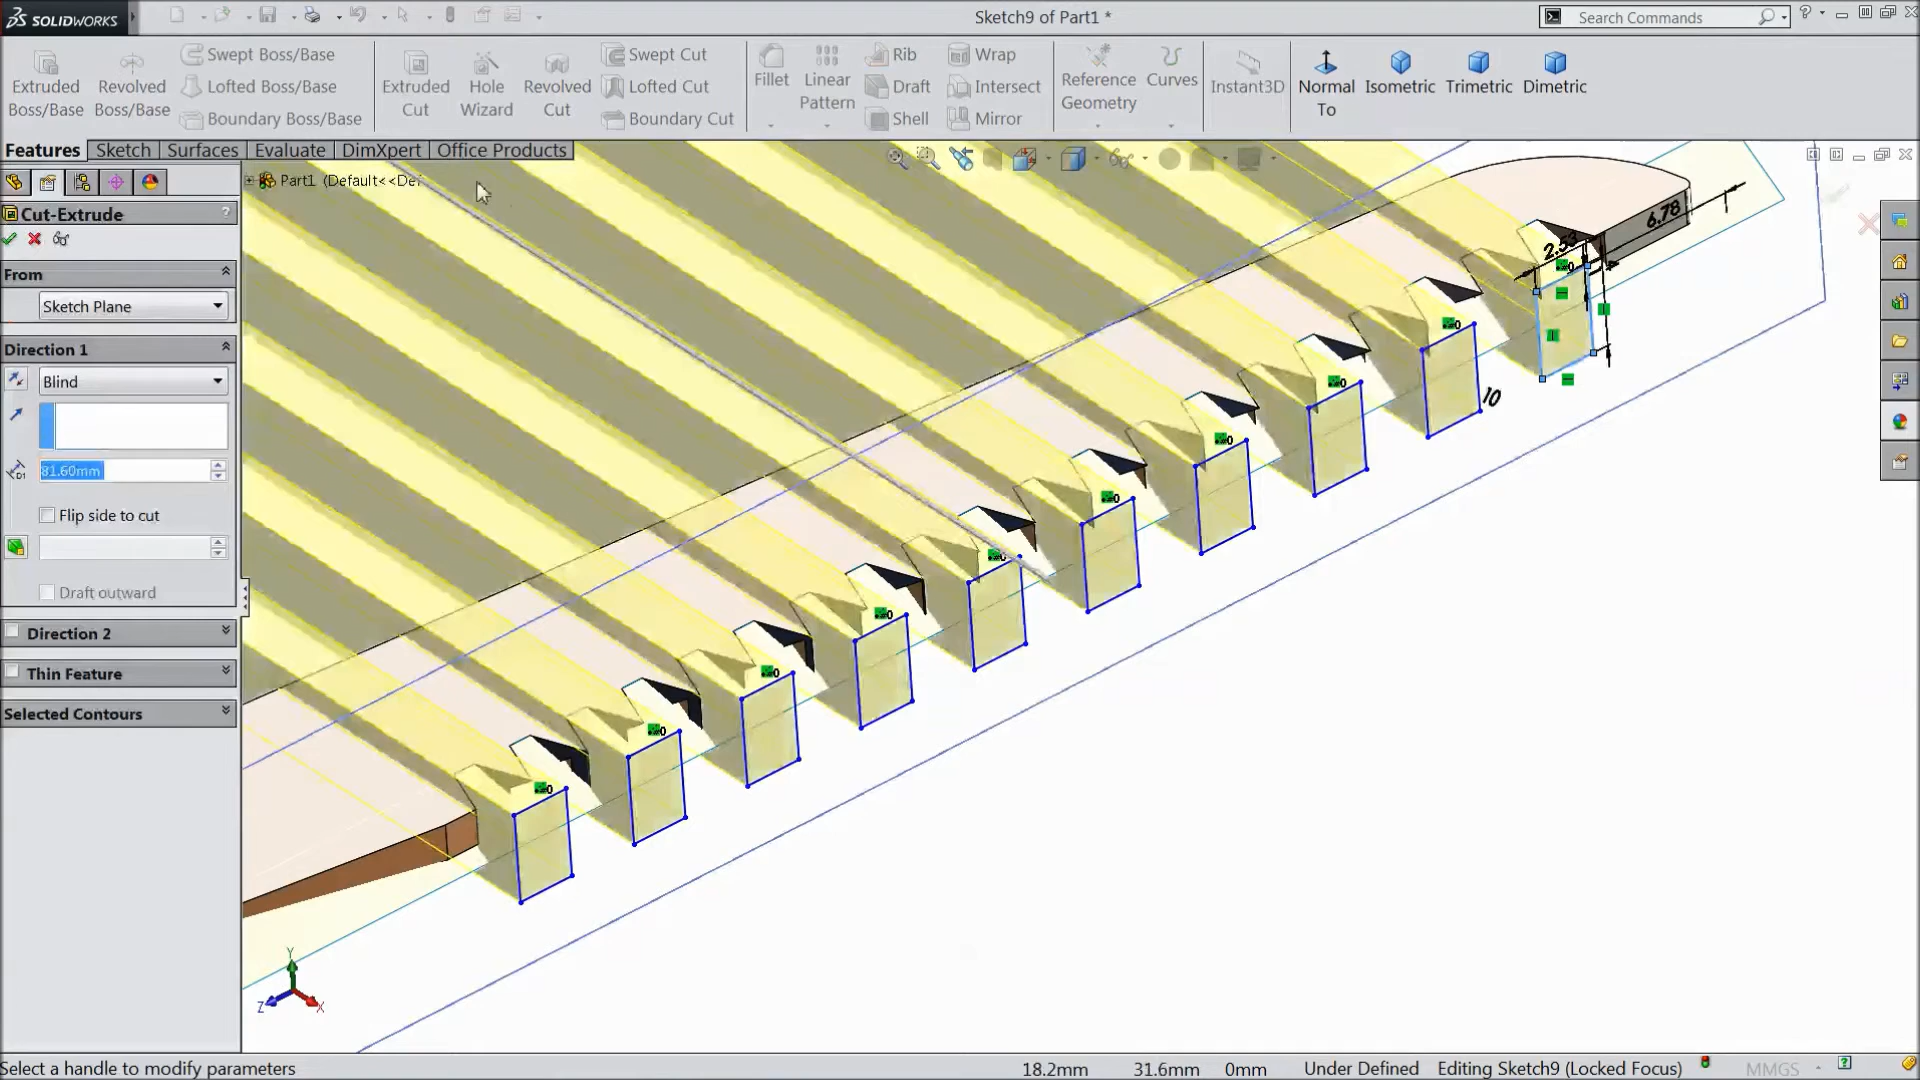 SOLIDWORKS
Sketch9 of Part1 *
Search Commands
Extruded Boss/Base
Revolved Boss/Base
Swept Boss/Base
Lofted Boss/Base
Boundary Boss/Base
Extruded Cut
Hole Wizard
Revolved Cut
Swept Cut
Lofted Cut
Boundary Cut
Fillet
Linear Pattern
Rib
Draft
Shell
Wrap
Intersect
Mirror
Reference Geometry
Curves
Instant3D
Normal To
Isometric
Trimetric
Dimetric
Features
Sketch
Surfaces
Evaluate
DimXpert
Office Products
Part1 (Default<<Def
Cut-Extrude
From
Sketch Plane
Direction 1
Blind
81.60mm
Flip side to cut
Draft outward
Direction 2
Thin Feature
Selected Contours
6.78
10
Y
Z
X
Select a handle to modify parameters
18.2mm
31.6mm
0mm
Under Defined
Editing Sketch9 (Locked Focus)
MMGS